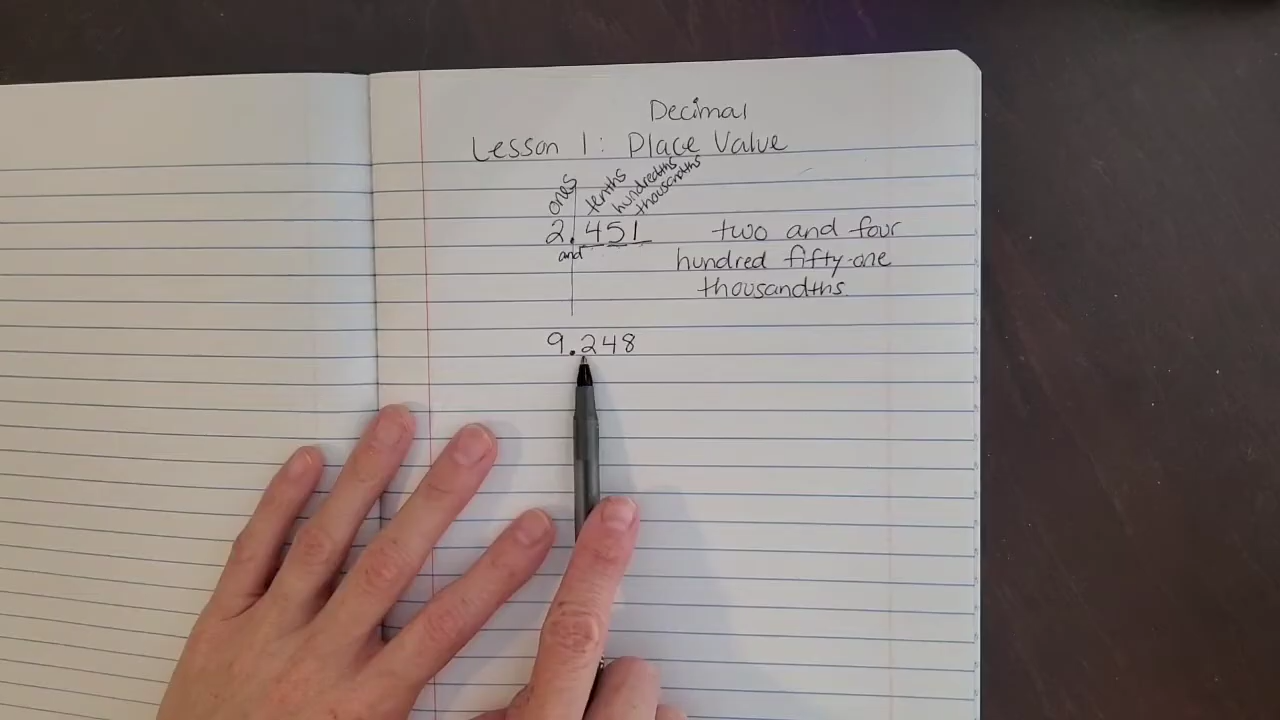 Decimal
Lesson 1: Place Value
ones tenths hundredths thousandths
2.451 two and four
and hundred fifty-one
thousandths.
9.248